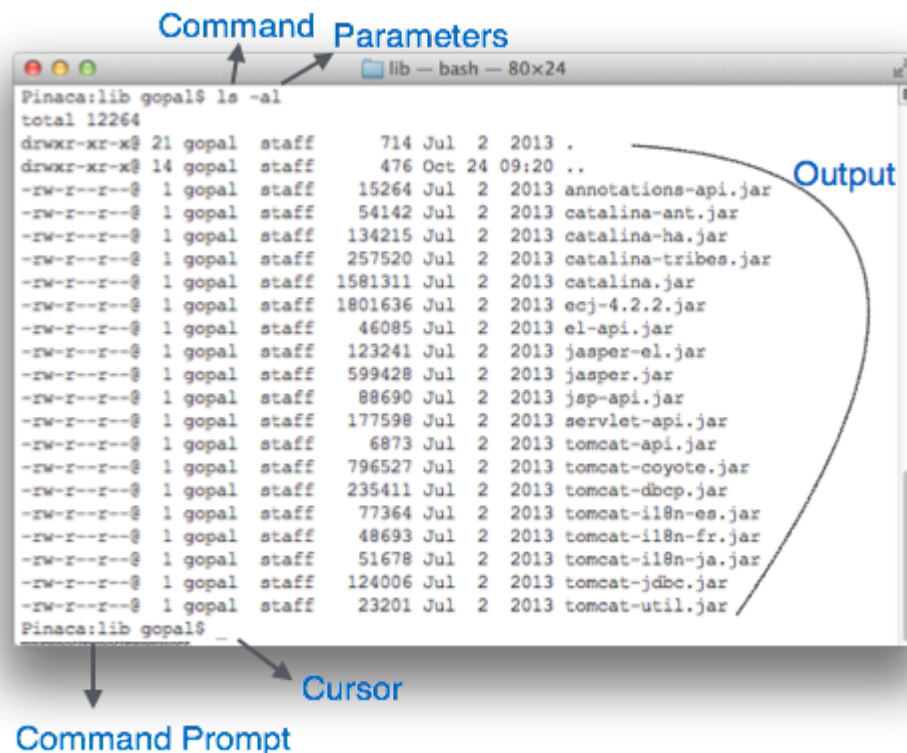 Command
Parameters
lib — bash — 80×24
Pinaca:lib gopal$ ls -al
total 12264
drwxr-xr-x@ 21 gopal staff 714 Jul 2 2013 .
drwxr-xr-x@ 14 gopal staff 476 Oct 24 09:20 ..
Output
-rw-r--r--@ 1 gopal staff 15264 Jul 2 2013 annotations-api.jar
-rw-r--r--@ 1 gopal staff 54142 Jul 2 2013 catalina-ant.jar
-rw-r--r--@ 1 gopal staff 134215 Jul 2 2013 catalina-ha.jar
-rw-r--r--@ 1 gopal staff 257520 Jul 2 2013 catalina-tribes.jar
-rw-r--r--@ 1 gopal staff 1581311 Jul 2 2013 catalina.jar
-rw-r--r--@ 1 gopal staff 1801636 Jul 2 2013 ecj-4.2.2.jar
-rw-r--r--@ 1 gopal staff 46085 Jul 2 2013 el-api.jar
-rw-r--r--@ 1 gopal staff 123241 Jul 2 2013 jasper-el.jar
-rw-r--r--@ 1 gopal staff 599428 Jul 2 2013 jasper.jar
-rw-r--r--@ 1 gopal staff 88690 Jul 2 2013 jsp-api.jar
-rw-r--r--@ 1 gopal staff 177598 Jul 2 2013 servlet-api.jar
-rw-r--r--@ 1 gopal staff 6873 Jul 2 2013 tomcat-api.jar
-rw-r--r--@ 1 gopal staff 796527 Jul 2 2013 tomcat-coyote.jar
-rw-r--r--@ 1 gopal staff 235411 Jul 2 2013 tomcat-dbcp.jar
-rw-r--r--@ 1 gopal staff 77364 Jul 2 2013 tomcat-i18n-es.jar
-rw-r--r--@ 1 gopal staff 48693 Jul 2 2013 tomcat-i18n-fr.jar
-rw-r--r--@ 1 gopal staff 51678 Jul 2 2013 tomcat-i18n-ja.jar
-rw-r--r--@ 1 gopal staff 124006 Jul 2 2013 tomcat-jdbc.jar
-rw-r--r--@ 1 gopal staff 23201 Jul 2 2013 tomcat-util.jar
Pinaca:lib gopal$ _
Cursor
Command Prompt